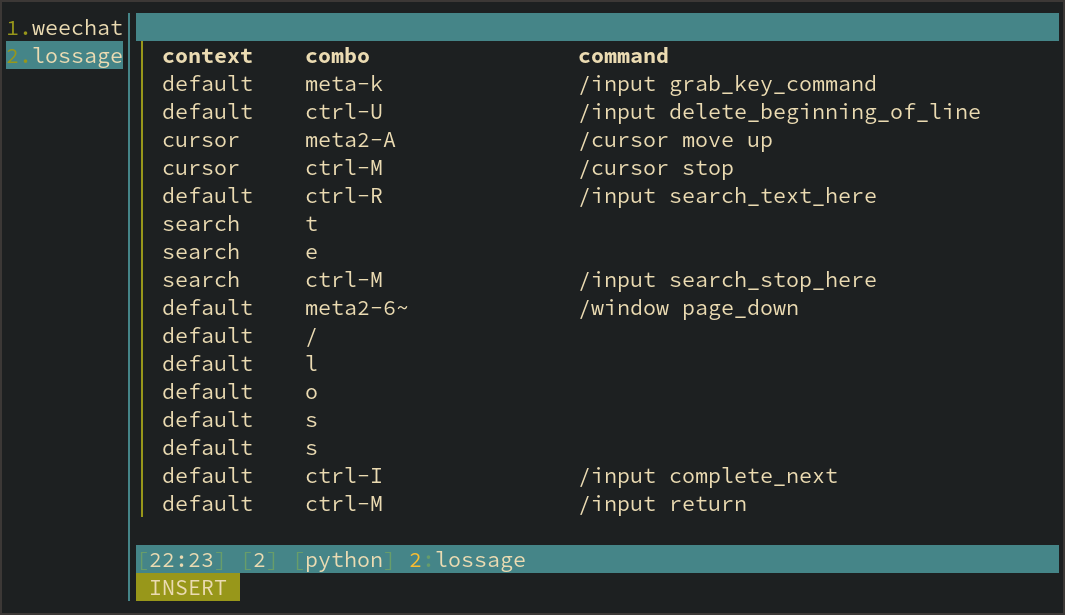 1.weechat
2.lossage
context combo command
default meta-k /input grab_key_command
default ctrl-U /input delete_beginning_of_line
cursor meta2-A /cursor move up
cursor ctrl-M /cursor stop
default ctrl-R /input search_text_here
search t
search e
search ctrl-M /input search_stop_here
default meta2-6~ /window page_down
default /
default l
default o
default s
default s
default ctrl-I /input complete_next
default ctrl-M /input return
[22:23] [2] [python] 2:lossage
INSERT